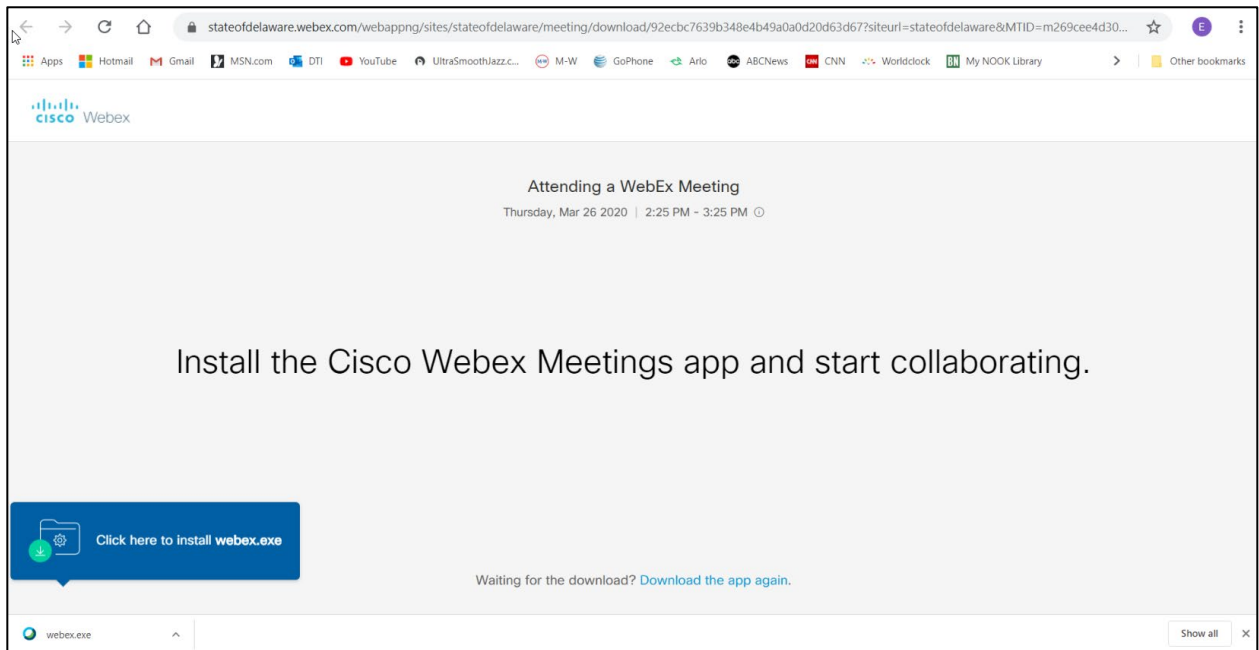 stateofdelaware.webex.com/webappng/sites/stateofdelaware/meeting/download/92ecbc7639b348e4b49a0a0d20d63d67?siteurl=stateofdelaware&MTID=m269cee4d30... E
Apps Hotmail M Gmail MSN.com DTI YouTube UltraSmoothJazz.c... M-W GoPhone Arlo abc ABCNews CNN CNN Worldclock BN My NOOK Library Other bookmarks
CISCO Webex
Attending a WebEx Meeting
Thursday, Mar 26 2020 | 2:25 PM - 3:25 PM
Install the Cisco Webex Meetings app and start collaborating.
Click here to install webex.exe
Waiting for the download? Download the app again.
webex.exe Show all